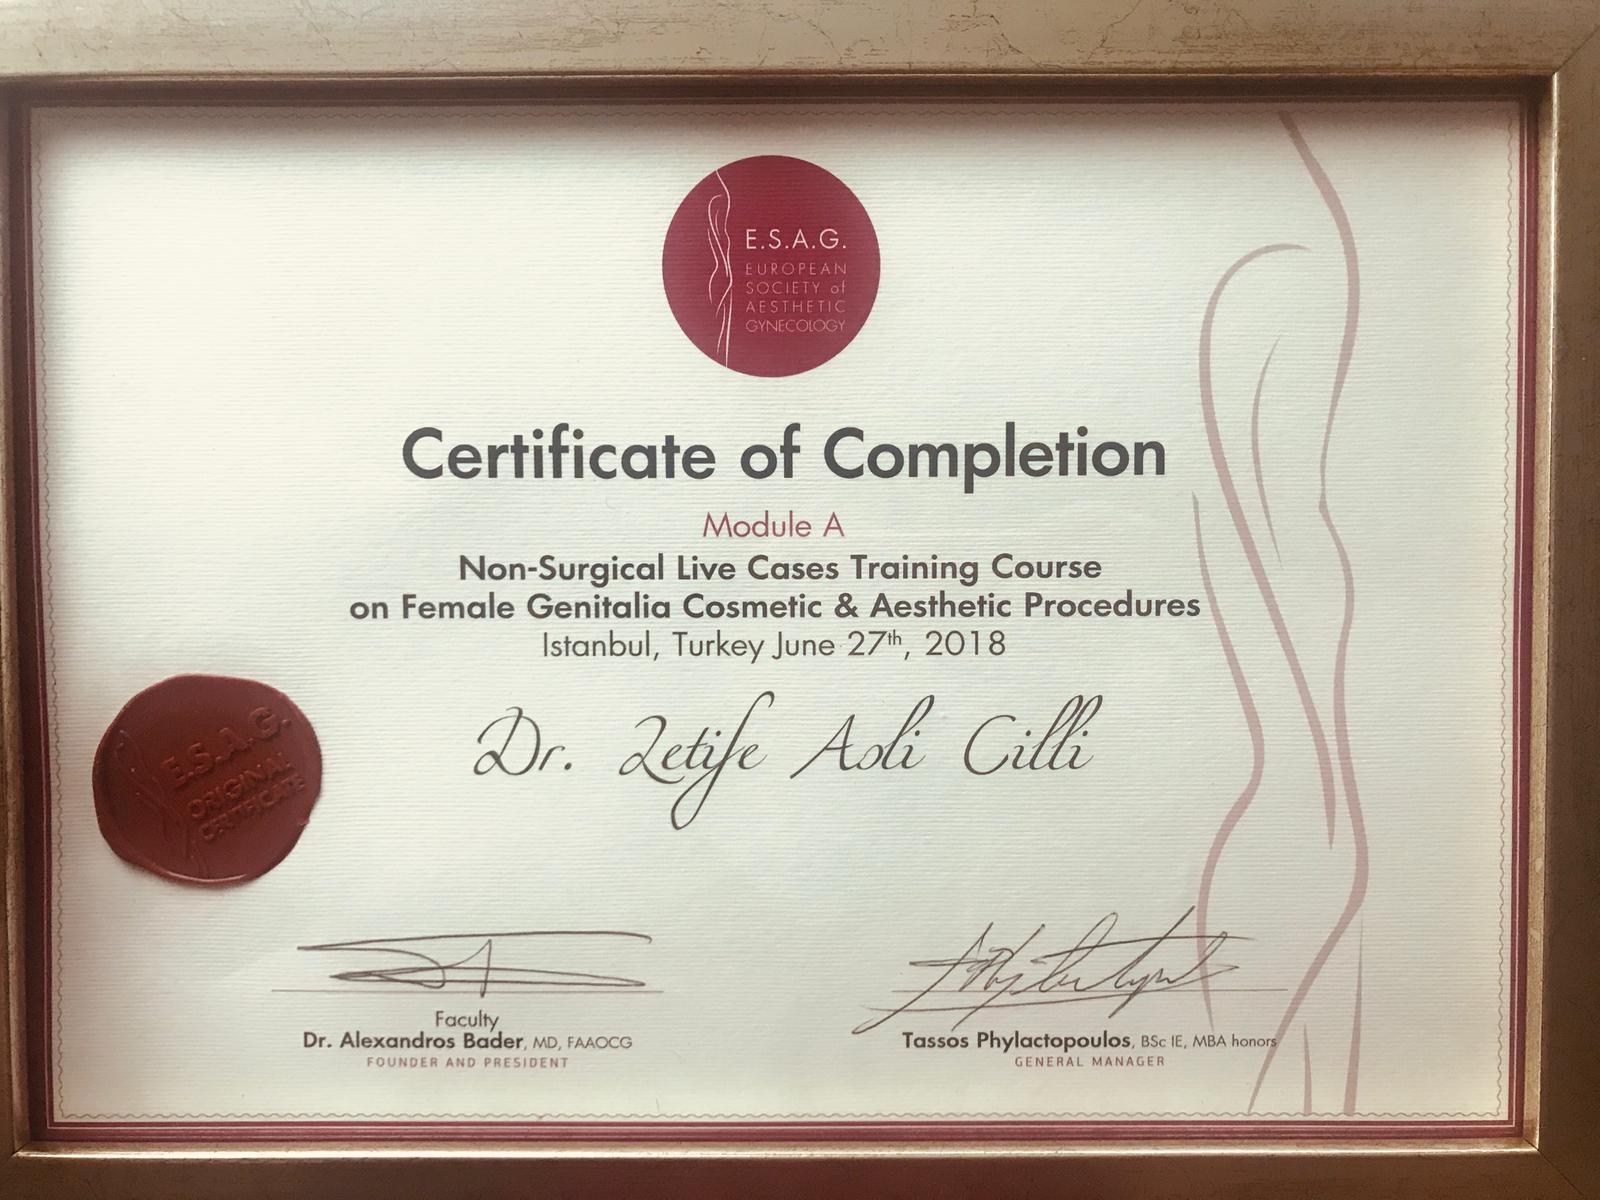 E.S.A.G.
EUROPEAN
SOCIETY of
AESTHETIC
GYNECOLOGY
Certificate of Completion
Module A
Non-Surgical Live Cases Training Course
on Female Genitalia Cosmetic & Aesthetic Procedures
Istanbul, Turkey June 27th, 2018
Dr. Letife Asli Cilli
E.S.A.G.
ORIGINAL
CERTIFICATE
Faculty
Dr. Alexandros Bader, MD, FAAOCG
FOUNDER AND PRESIDENT
Tassos Phylactopoulos, BSc IE, MBA honors
GENERAL MANAGER